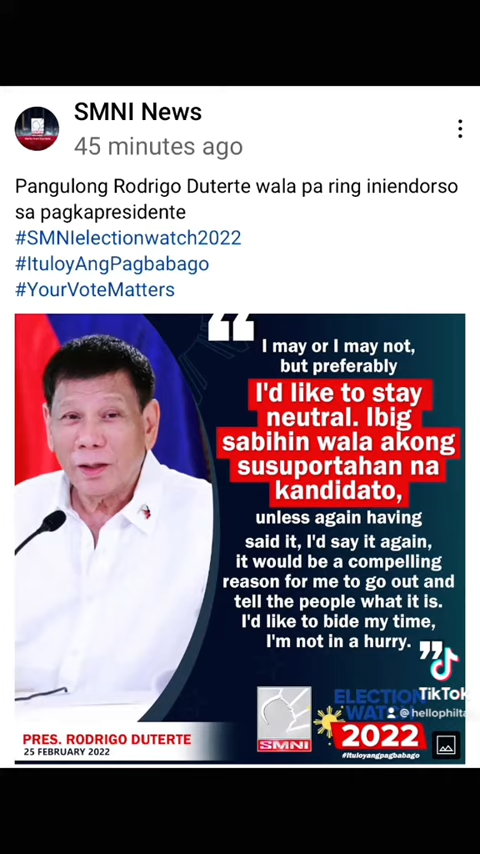 SMNI News
45 minutes ago
Pangulong Rodrigo Duterte wala pa ring iniendorso
sa pagkapresidente
#SMNIelectionwatch2022
#ItuloyAngPagbabago
#YourVoteMatters
"
I may or I may not,
but preferably
I'd like to stay
neutral. Ibig
sabihin wala akong
susuportahan na
kandidato,
unless again having
said it, I'd say it again,
it would be a compelling
reason for me to go out and
tell the people what it is.
I'd like to bide my time,
I'm not in a hurry.
"
TikTok
@hellophilta
ELECTION
WATCH
2022
#Ituloyangpagbabago
SMNI
PRES. RODRIGO DUTERTE
25 FEBRUARY 2022